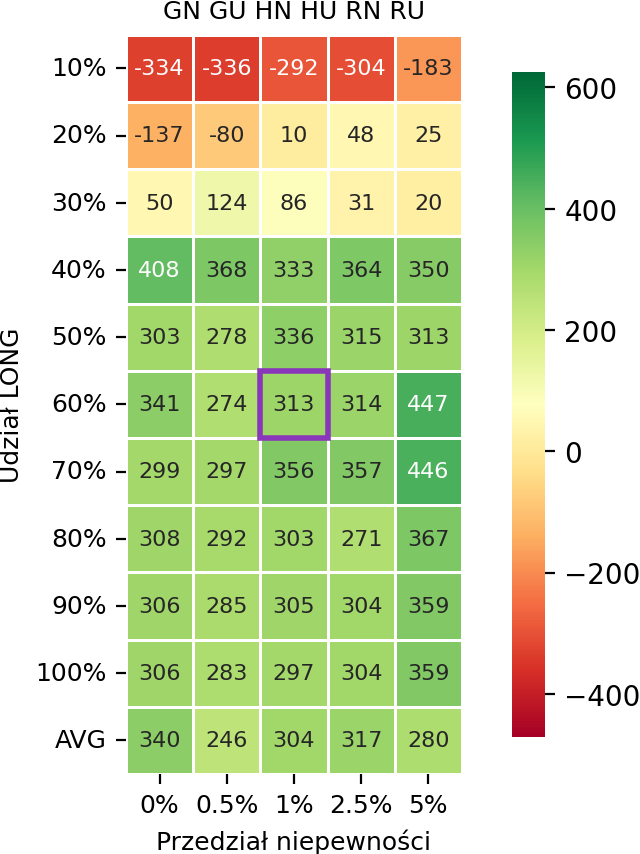 GN GU HN HU RN RU
10% -334 -336 -292 -304 -183
20% -137 -80 10 48 25
30% 50 124 86 31 20
40% 408 368 333 364 350
50% 303 278 336 315 313
60% 341 274 313 314 447
70% 299 297 356 357 446
80% 308 292 303 271 367
90% 306 285 305 304 359
100% 306 283 297 304 359
AVG 340 246 304 317 280
0% 0.5% 1% 2.5% 5%
Przedział niepewności
Udział LONG
600
400
200
0
−200
−400